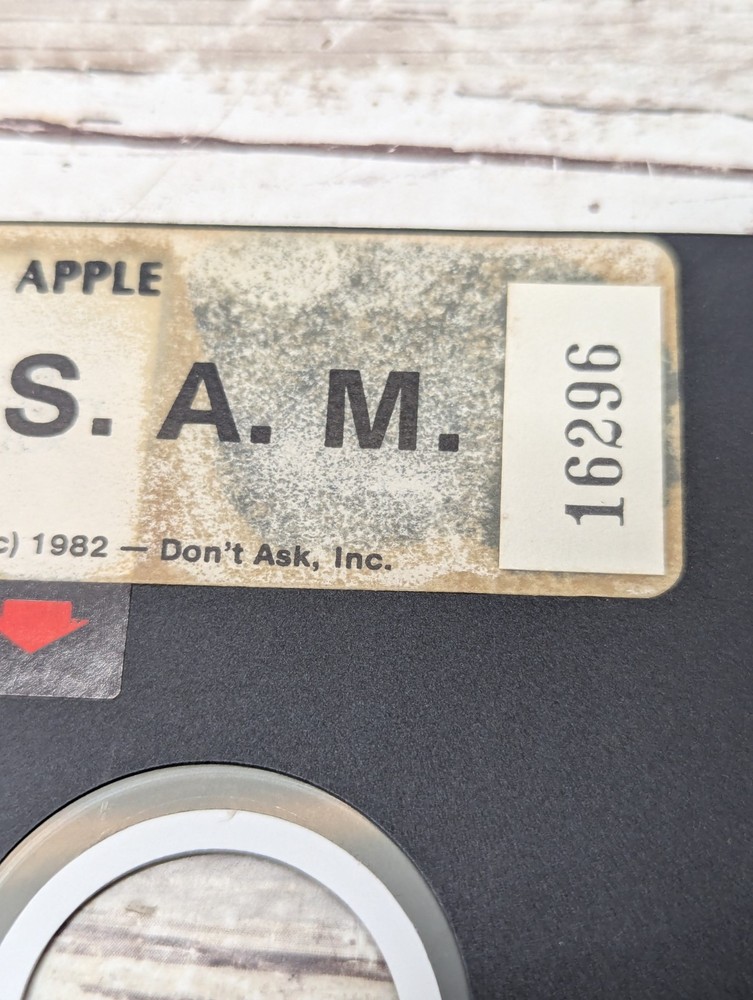 APPLE
S. A. M.
c) 1982 — Don't Ask, Inc.
16296